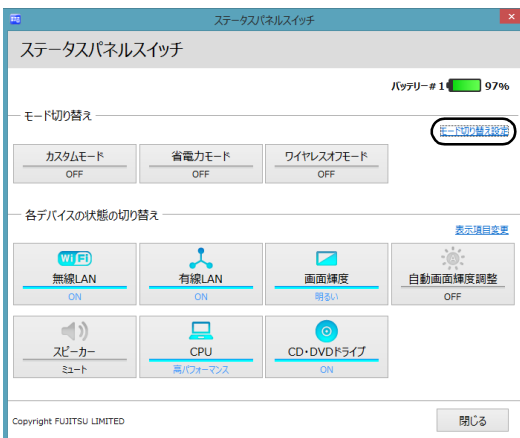 ステータスパネルスイッチ
ステータスパネルスイッチ
バッテリー# 1 97%
モード切り替え
モード切り替え設定
カスタムモード 省電力モード ワイヤレスオフモード
OFF OFF OFF
各デバイスの状態の切り替え
表示項目変更
WiFi
無線LAN 有線LAN 画面輝度 自動画面輝度調整
ON ON 明るい OFF
スピーカー CPU CD・DVDドライブ
ミュート 高パフォーマンス ON
Copyright FUJITSU LIMITED 閉じる